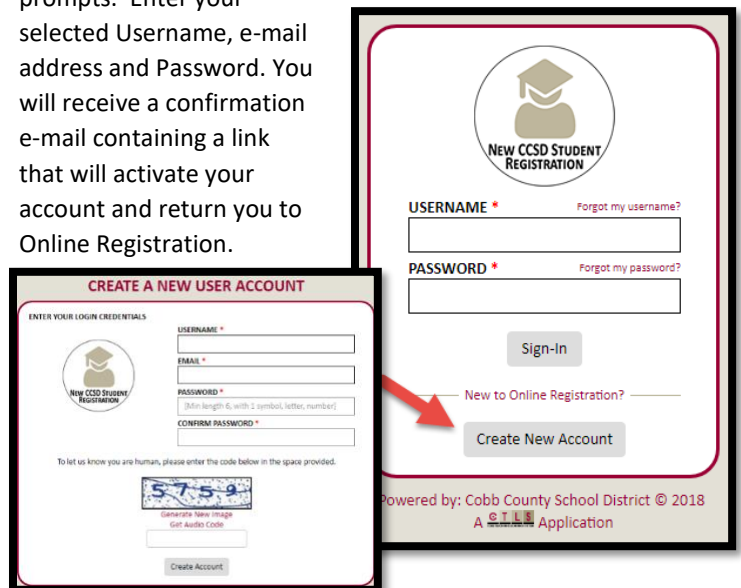 prompts. Enter your
selected Username, e-mail
address and Password. You
will receive a confirmation
e-mail containing a link
that will activate your
account and return you to
Online Registration.
NEW CCSD STUDENT
REGISTRATION
USERNAME * Forgot my username?
PASSWORD * Forgot my password?
Sign-In
New to Online Registration?
Create New Account
Powered by: Cobb County School District © 2018
A CTLS Application
CREATE A NEW USER ACCOUNT
ENTER YOUR LOGIN CREDENTIALS
NEW CCSD STUDENT
REGISTRATION
USERNAME *
EMAIL *
PASSWORD *
[Min length 6, with 1 symbol, letter, number]
CONFIRM PASSWORD *
To let us know you are human, please enter the code below in the space provided.
5759
Generate New Image
Get Audio Code
Create Account